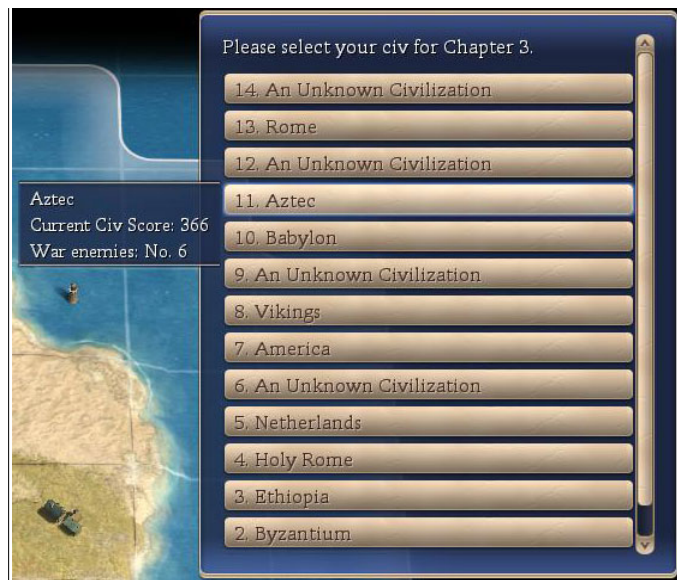 Please select your civ for Chapter 3.
14. An Unknown Civilization
13. Rome
12. An Unknown Civilization
11. Aztec
10. Babylon
9. An Unknown Civilization
8. Vikings
7. America
6. An Unknown Civilization
5. Netherlands
4. Holy Rome
3. Ethiopia
2. Byzantium
Aztec
Current Civ Score: 366
War enemies: No. 6